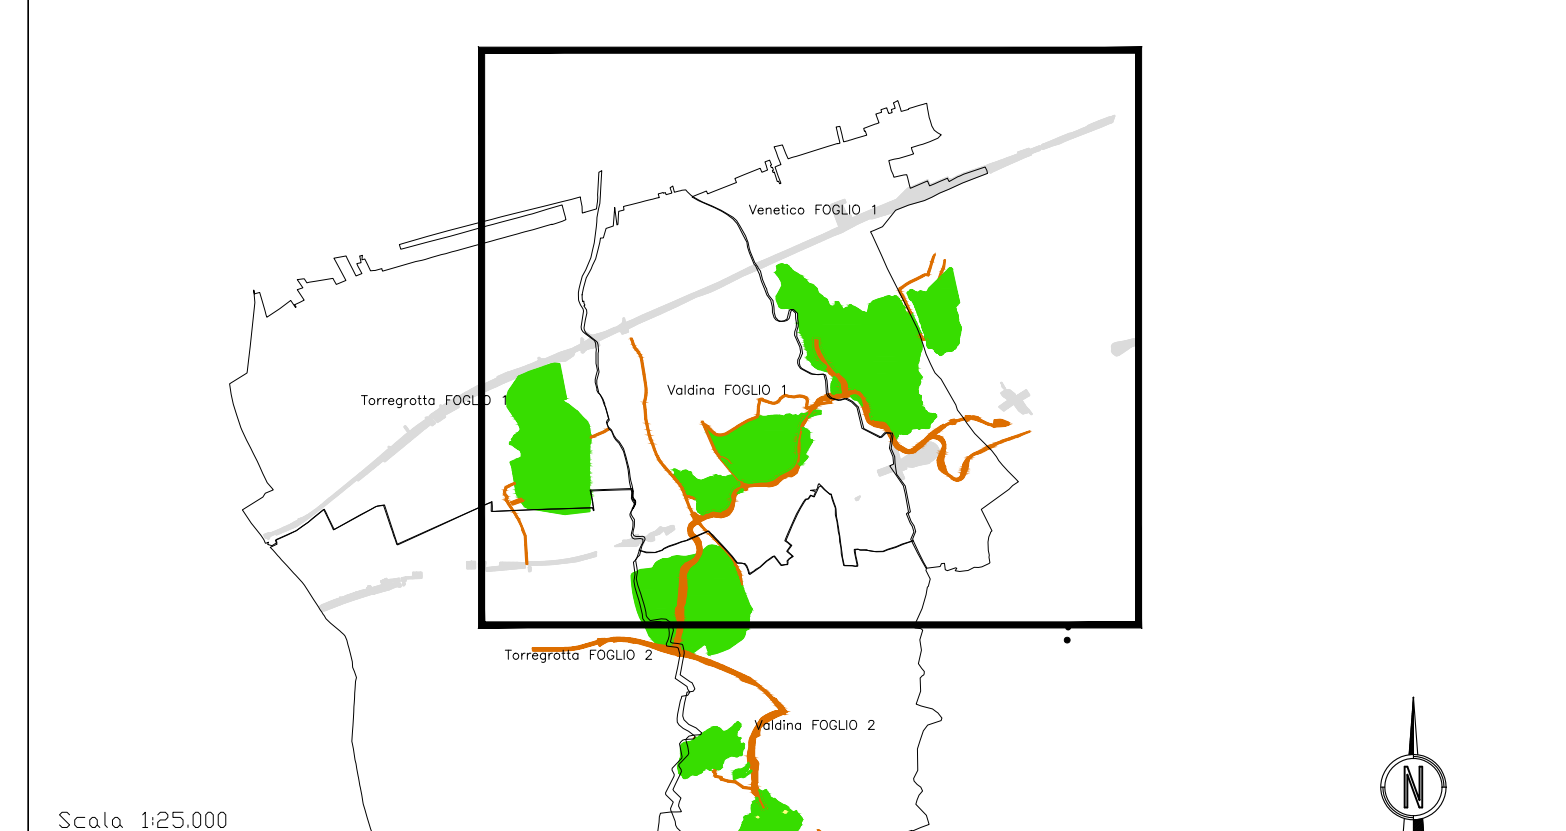 Venetico FOGLIO 1
Valdina FOGLIO 1
Torregrotta FOGLIO 1
Torregrotta FOGLIO 2
Valdina FOGLIO 2
N
Scala 1:25.000